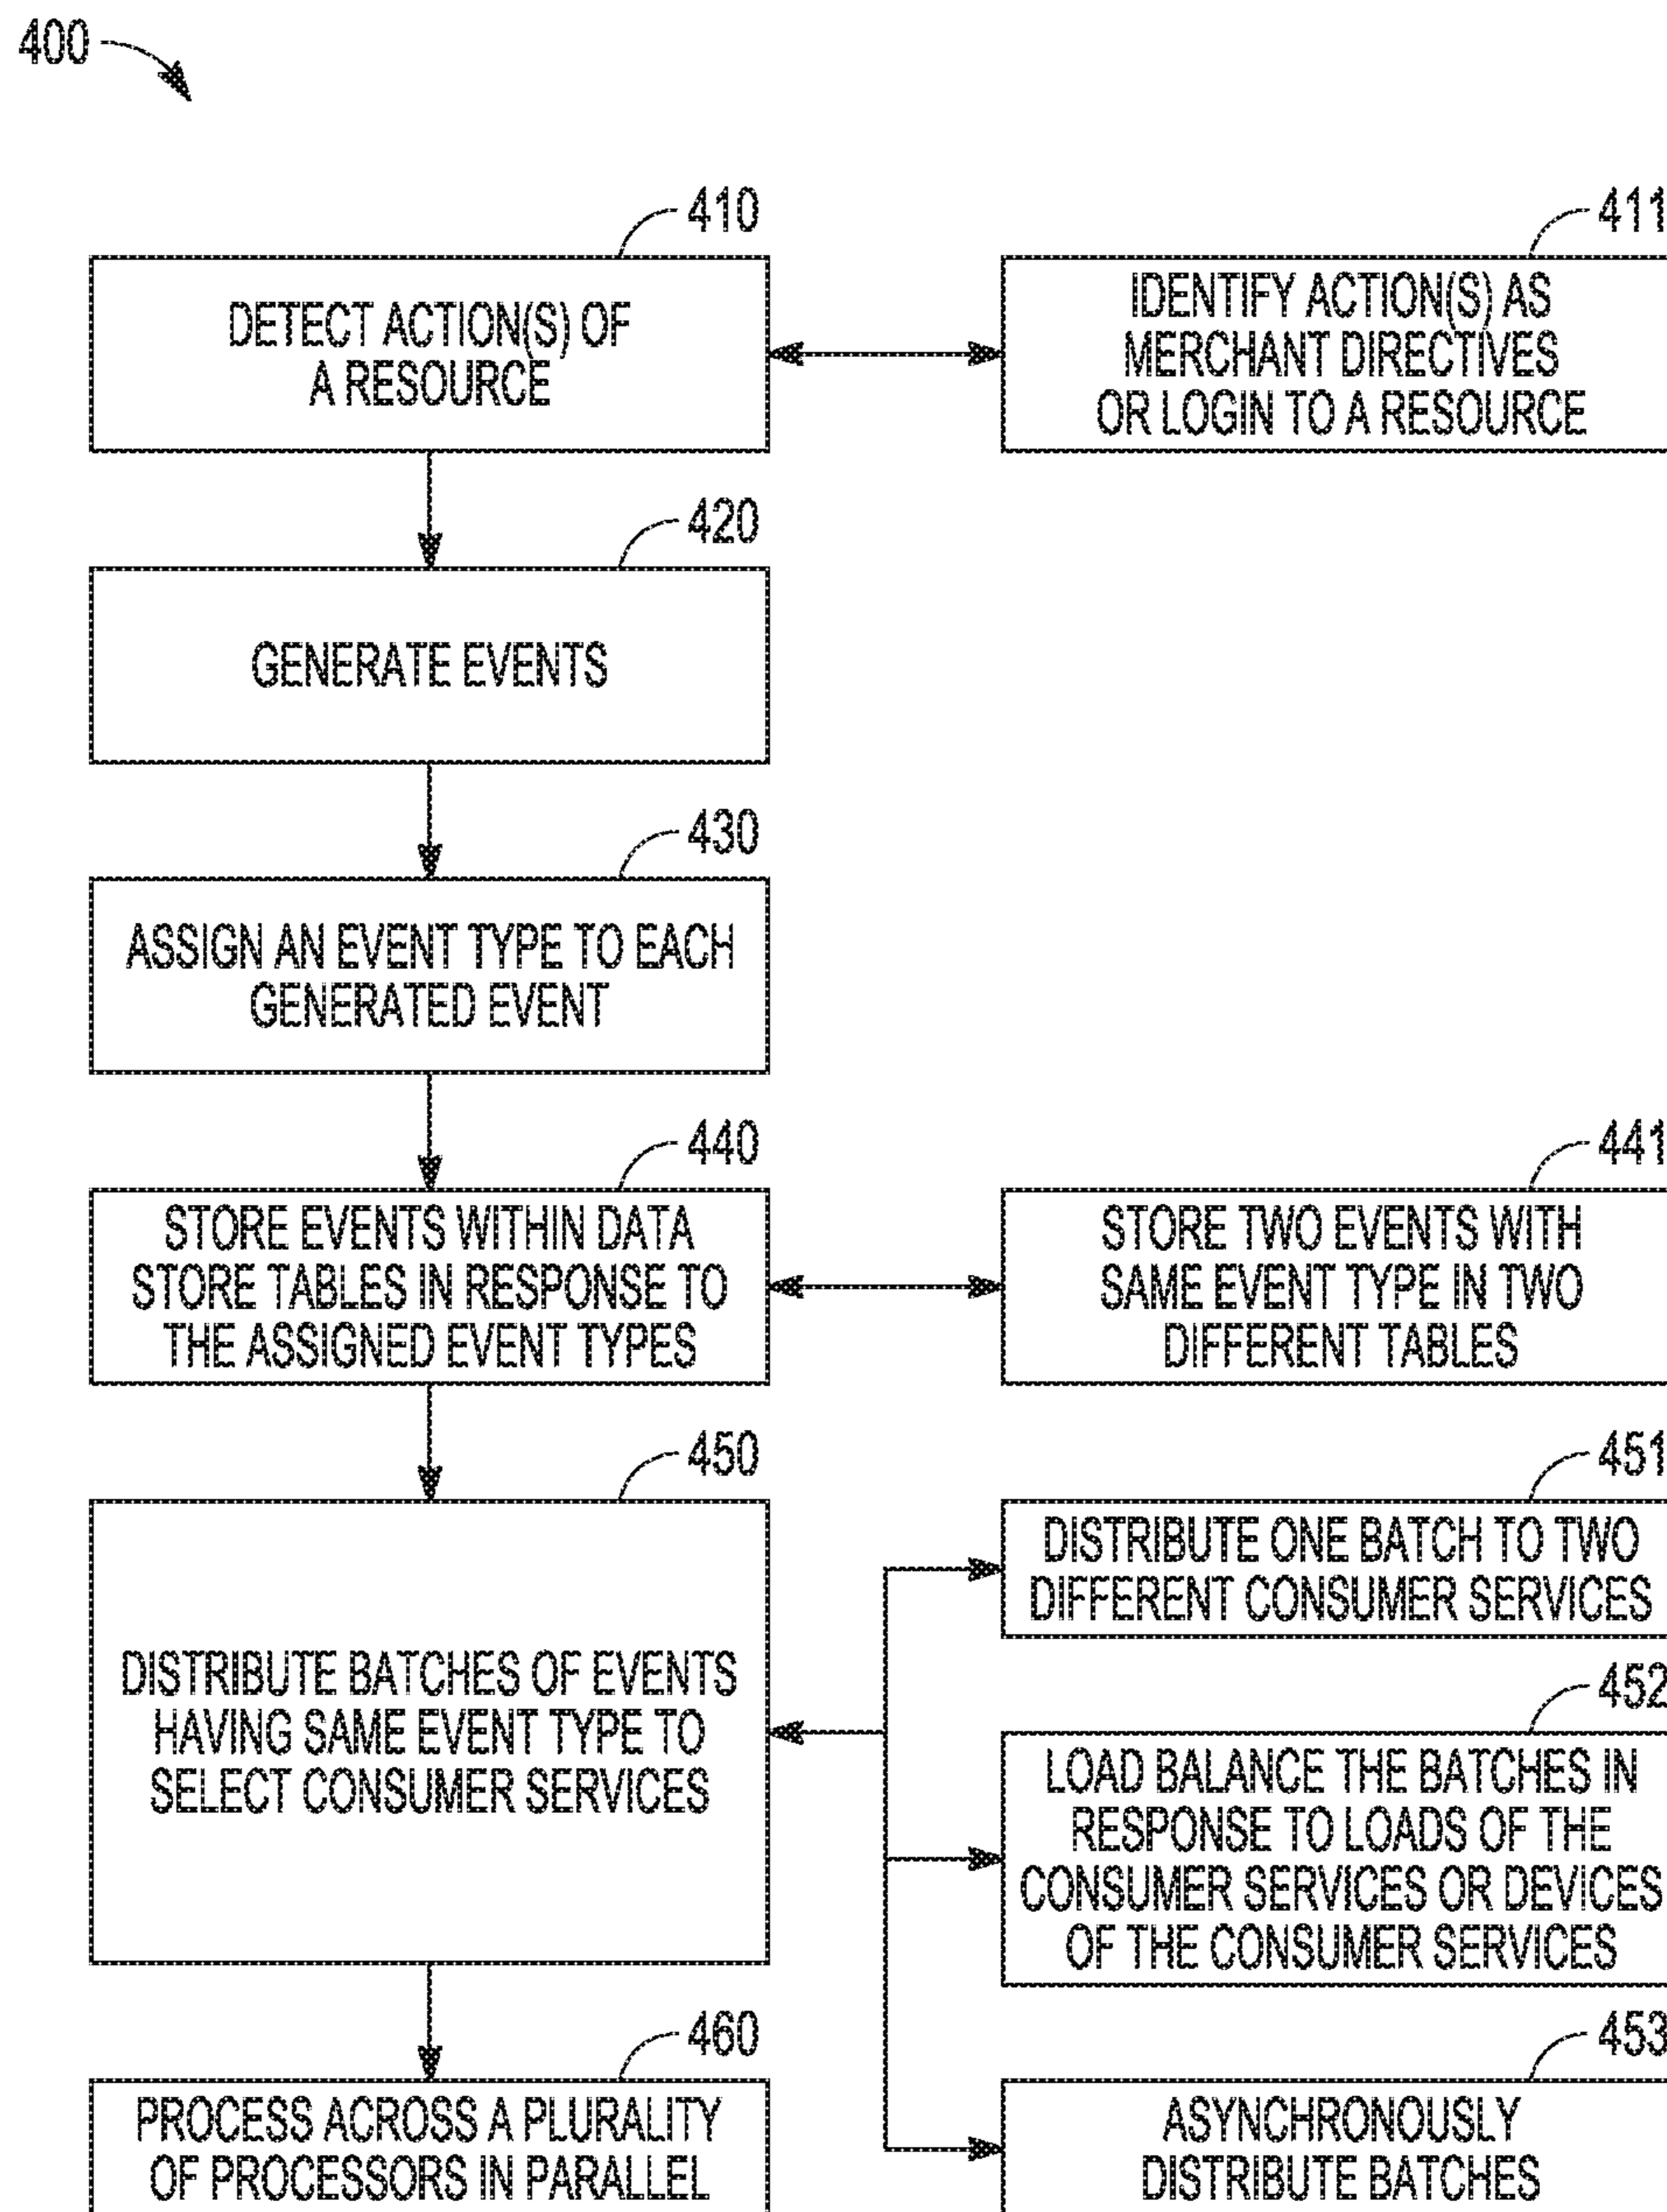 400
410
DETECT ACTION(S) OF
A RESOURCE
411
IDENTIFY ACTION(S) AS
MERCHANT DIRECTIVES
OR LOGIN TO A RESOURCE
420
GENERATE EVENTS
430
ASSIGN AN EVENT TYPE TO EACH
GENERATED EVENT
440
STORE EVENTS WITHIN DATA
STORE TABLES IN RESPONSE TO
THE ASSIGNED EVENT TYPES
441
STORE TWO EVENTS WITH
SAME EVENT TYPE IN TWO
DIFFERENT TABLES
450
DISTRIBUTE BATCHES OF EVENTS
HAVING SAME EVENT TYPE TO
SELECT CONSUMER SERVICES
451
DISTRIBUTE ONE BATCH TO TWO
DIFFERENT CONSUMER SERVICES
452
LOAD BALANCE THE BATCHES IN
RESPONSE TO LOADS OF THE
CONSUMER SERVICES OR DEVICES
OF THE CONSUMER SERVICES
453
ASYNCHRONOUSLY
DISTRIBUTE BATCHES
460
PROCESS ACROSS A PLURALITY
OF PROCESSORS IN PARALLEL